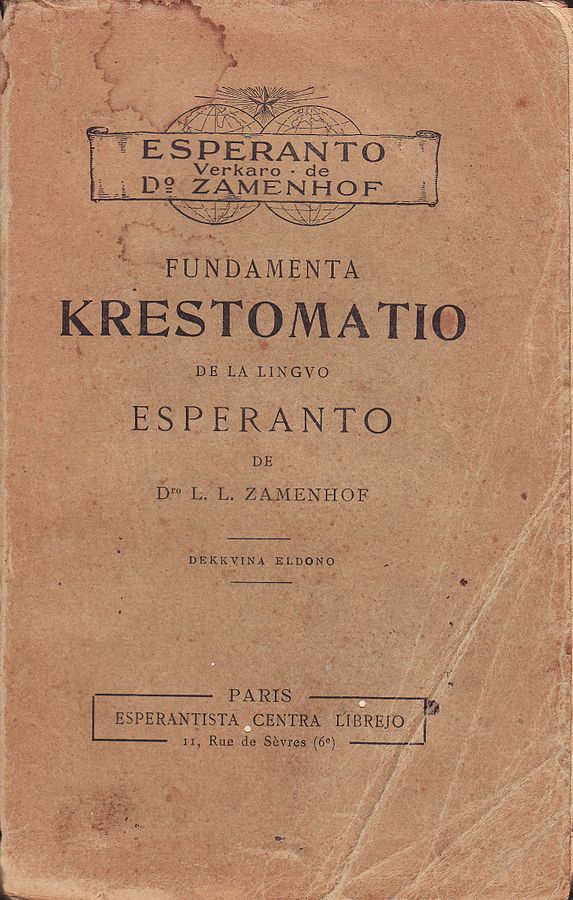 ESPERANTO
Verkaro · de
Dº ZAMENHOF
FUNDAMENTA
KRESTOMATIO
DE LA LINGVO
ESPERANTO
DE
Dʳᵒ L. L. ZAMENHOF
DEKKVINA ELDONO
PARIS
ESPERANTISTA CENTRA LIBREJO
11, Rue de Sèvres (6ᵉ)